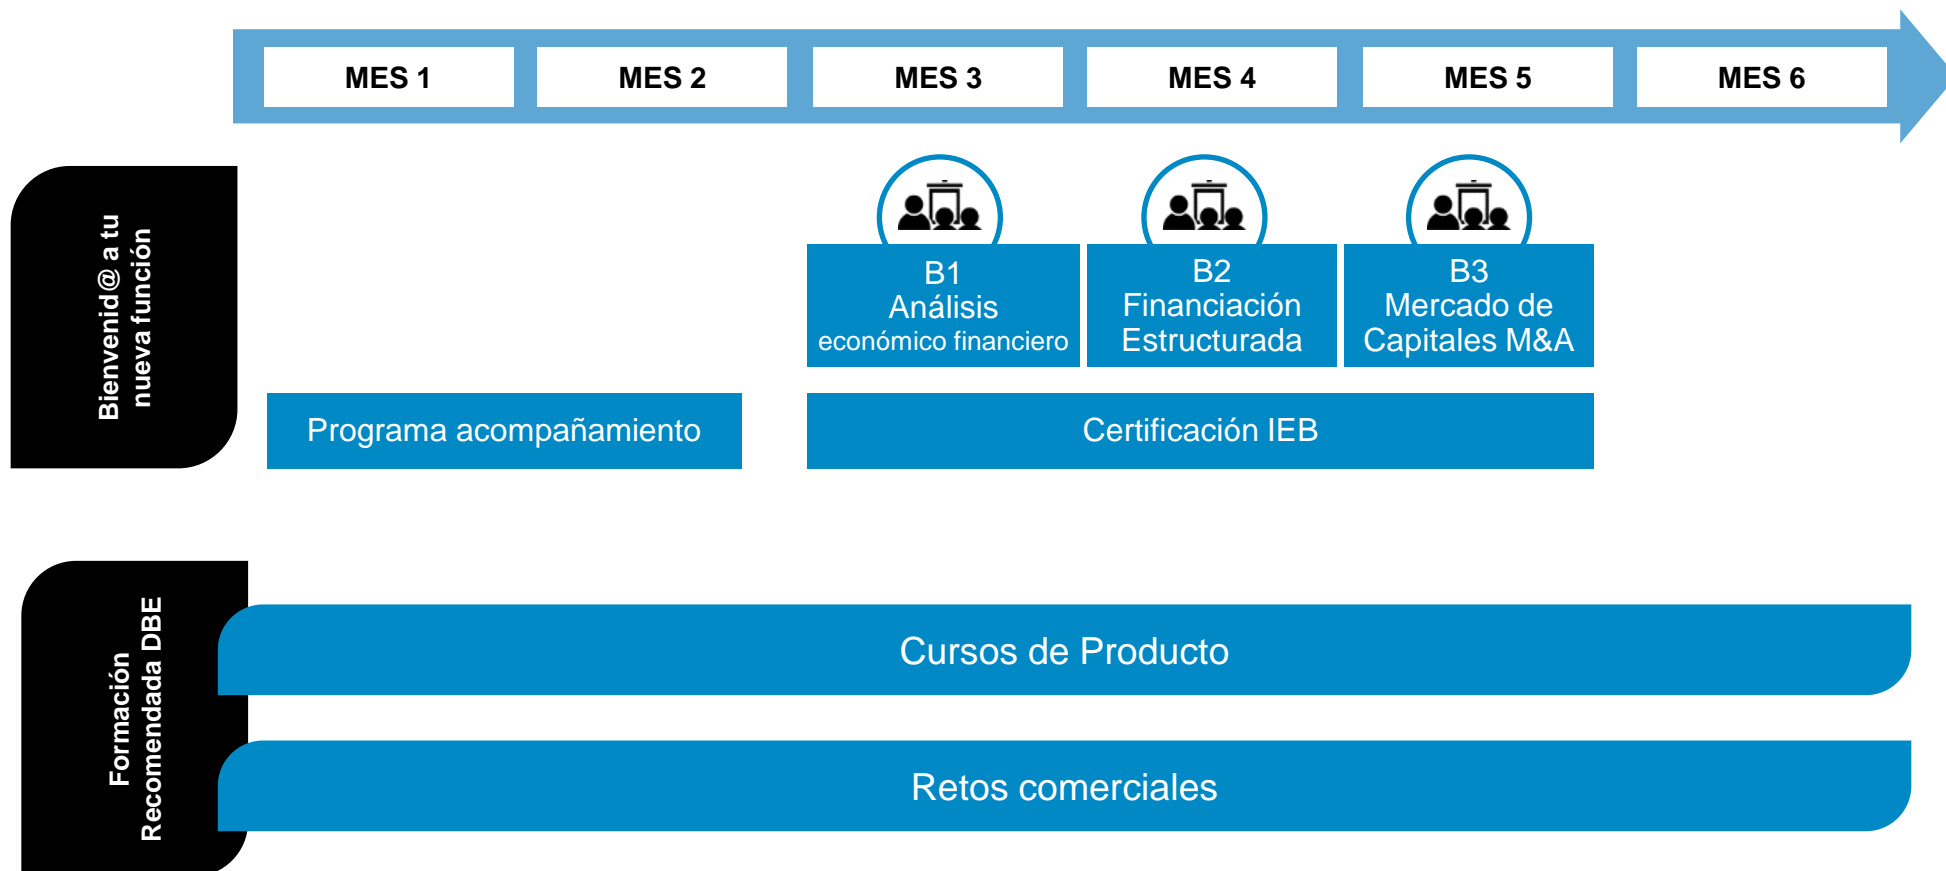 MES 1
MES 2
MES 3
MES 4
MES 5
MES 6
Bienvenid@ a tu
nueva función
B1
Análisis
económico financiero
B2
Financiación
Estructurada
B3
Mercado de
Capitales M&A
Programa acompañamiento
Certificación IEB
Formación
Recomendada DBE
Cursos de Producto
Retos comerciales